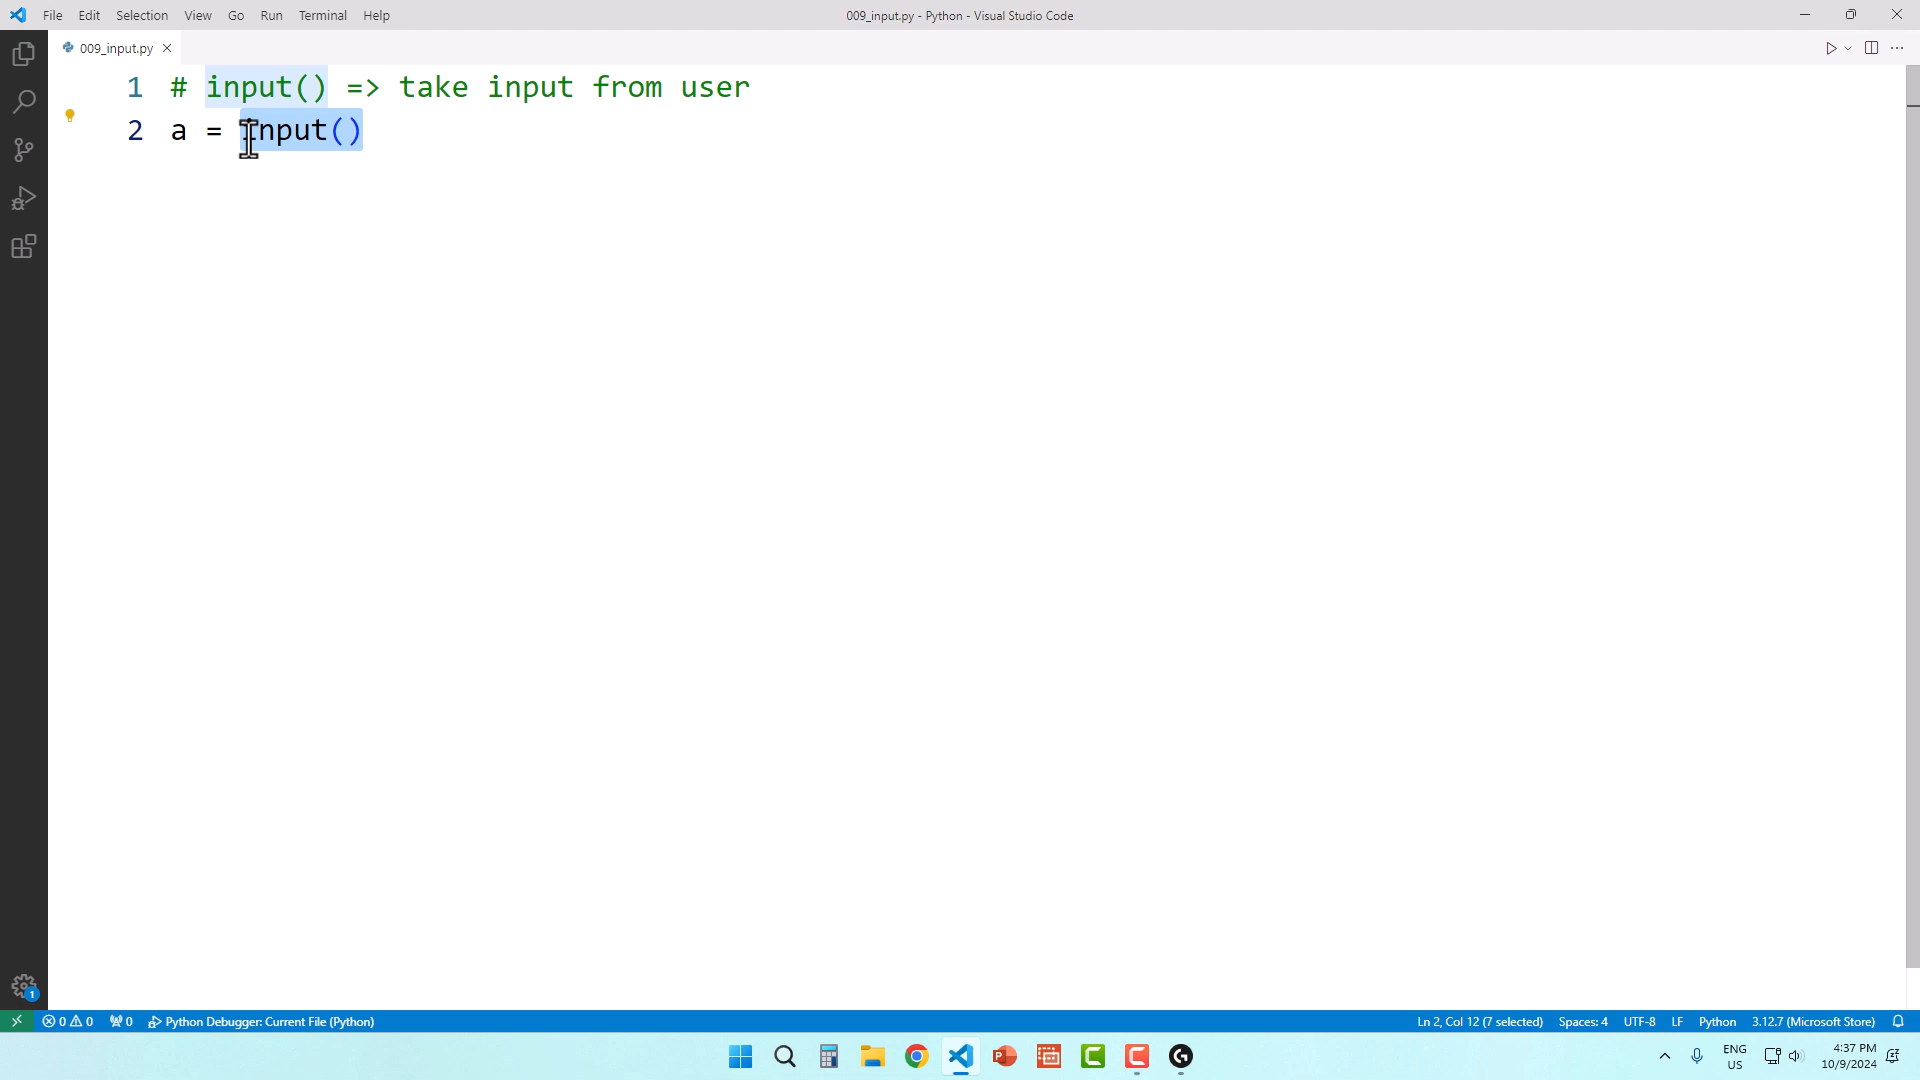 File Edit Selection View Go Run Terminal Help
009_input.py - Python - Visual Studio Code
009_input.py
1 # input() => take input from user
2 a = input()
1
0 0 0 Python Debugger: Current File (Python)
Ln 2, Col 12 (7 selected) Spaces: 4 UTF-8 LF Python 3.12.7 (Microsoft Store)
ENG
US
4:37 PM
10/9/2024